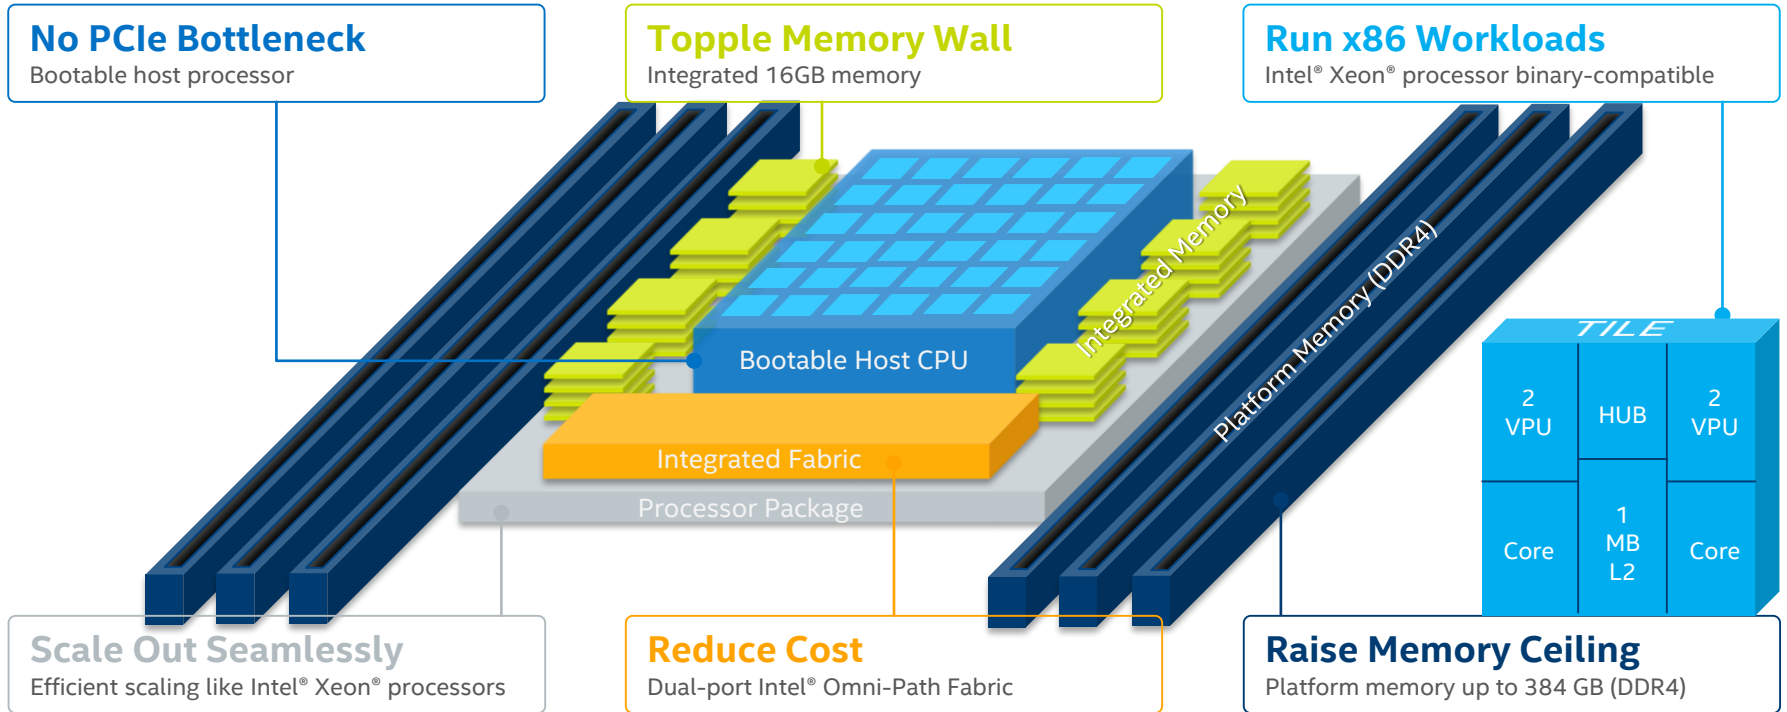 No PCIe Bottleneck
Bootable host processor
Topple Memory Wall
Integrated 16GB memory
Run x86 Workloads
Intel® Xeon® processor binary-compatible
Integrated Memory
Platform Memory (DDR4)
Bootable Host CPU
Integrated Fabric
Processor Package
TILE
2
VPU
HUB
2
VPU
Core
1
MB
L2
Core
Scale Out Seamlessly
Efficient scaling like Intel® Xeon® processors
Reduce Cost
Dual-port Intel® Omni-Path Fabric
Raise Memory Ceiling
Platform memory up to 384 GB (DDR4)